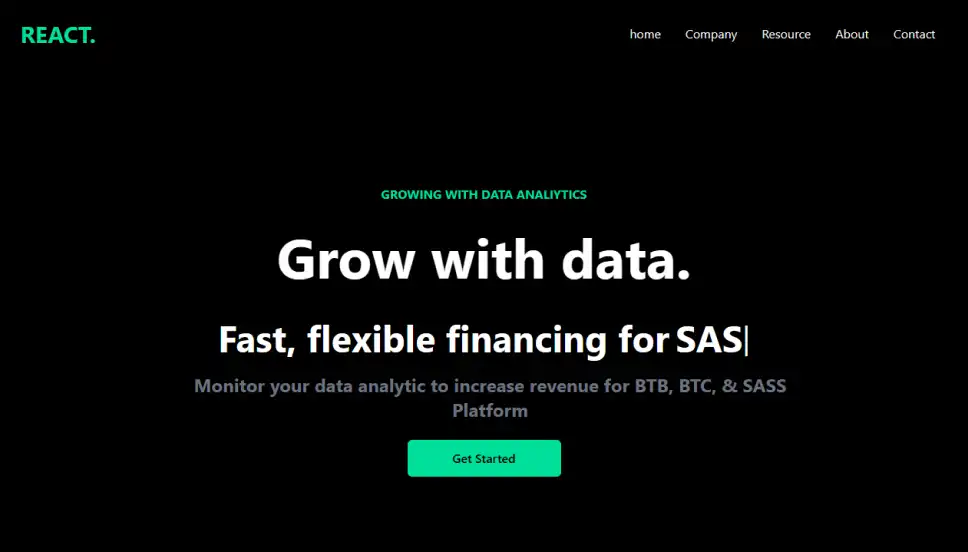 REACT.
home Company Resource About Contact
GROWING WITH DATA ANALIYTICS
Grow with data.
Fast, flexible financing for SAS|
Monitor your data analytic to increase revenue for BTB, BTC, & SASS
Platform
Get Started